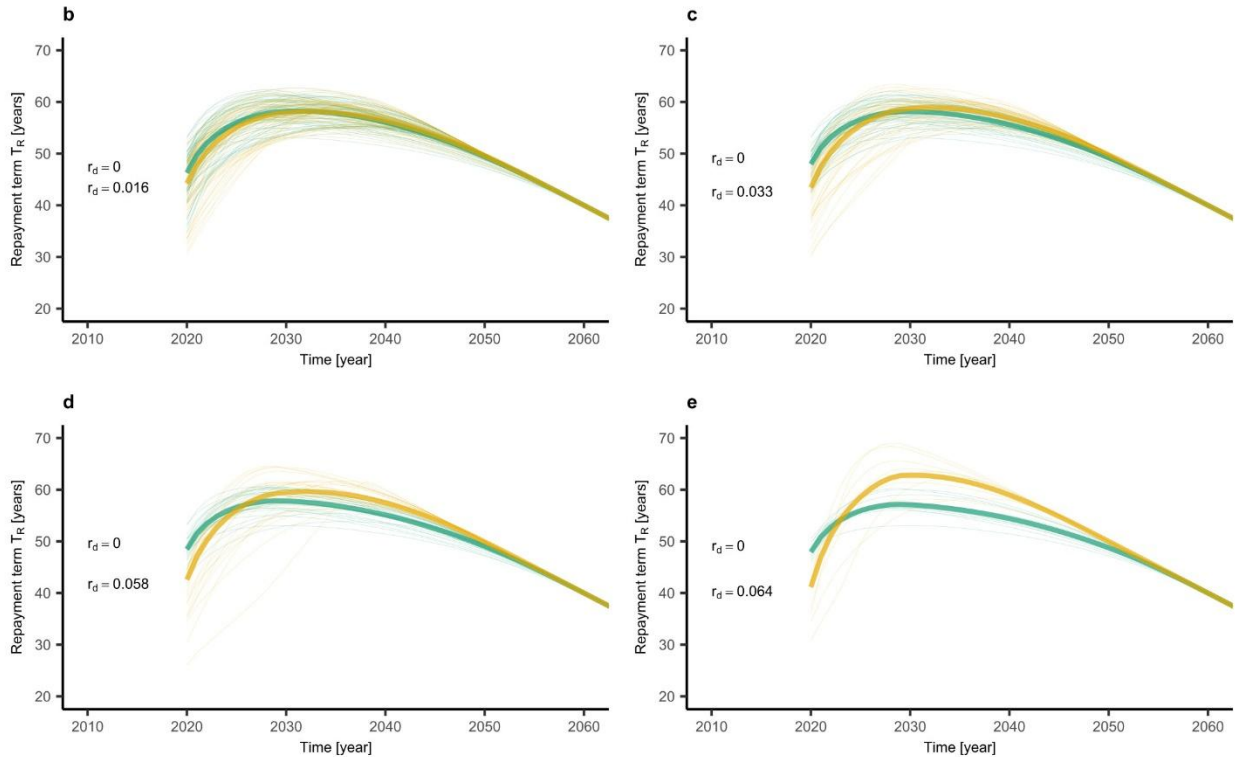 b
Repayment term T_R [years]
70
60
50
40
30
20
r_d = 0
r_d = 0.016
2010 2020 2030 2040 2050 2060
Time [year]
c
Repayment term T_R [years]
70
60
50
40
30
20
r_d = 0
r_d = 0.033
2010 2020 2030 2040 2050 2060
Time [year]
d
Repayment term T_R [years]
70
60
50
40
30
20
r_d = 0
r_d = 0.058
2010 2020 2030 2040 2050 2060
Time [year]
e
Repayment term T_R [years]
70
60
50
40
30
20
r_d = 0
r_d = 0.064
2010 2020 2030 2040 2050 2060
Time [year]